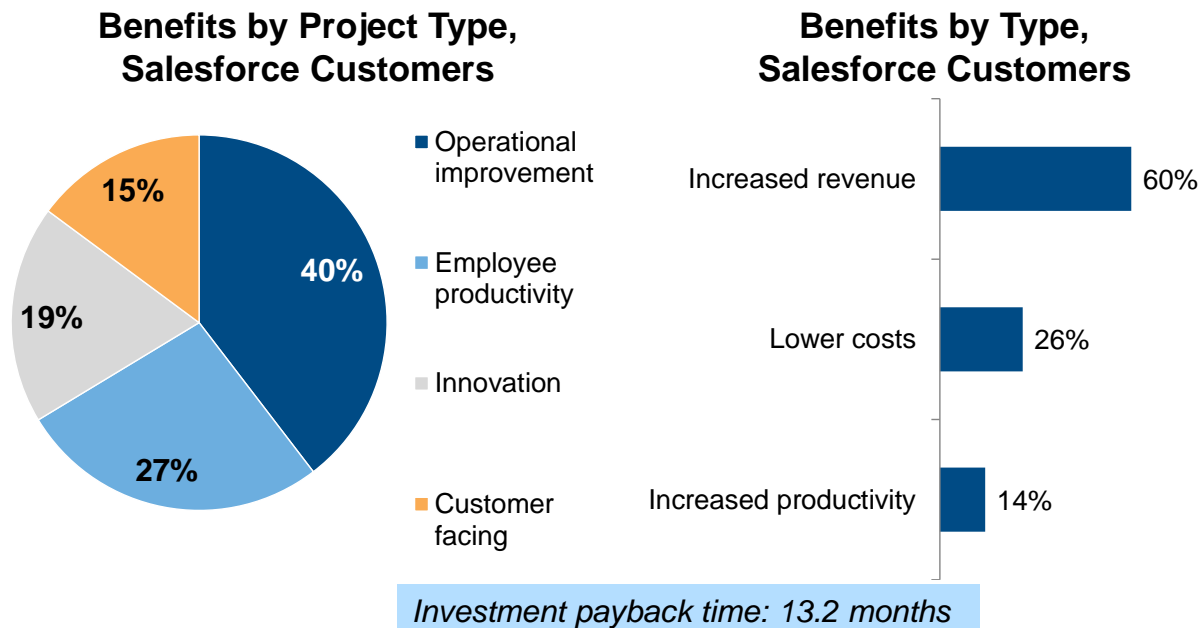 Benefits by Project Type,
Salesforce Customers
15%
40%
19%
27%
Operational
improvement
Employee
productivity
Innovation
Customer
facing
Benefits by Type,
Salesforce Customers
Increased revenue
60%
Lower costs
26%
Increased productivity
14%
Investment payback time: 13.2 months